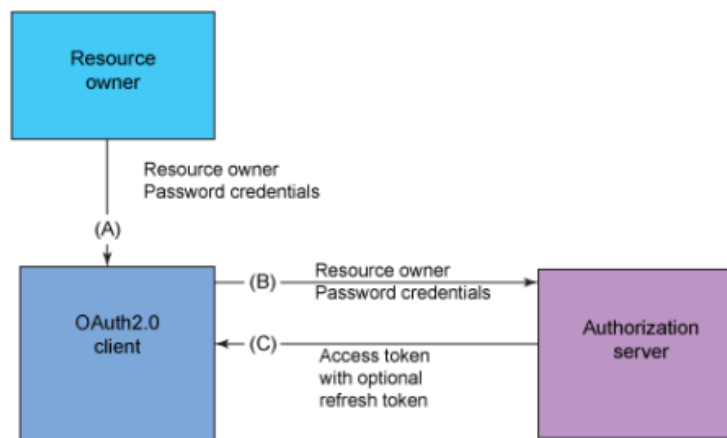 Resource
owner
Resource owner
Password credentials
(A)
OAuth2.0
client
(B)
Resource owner
Password credentials
(C)
Access token
with optional
refresh token
Authorization
server